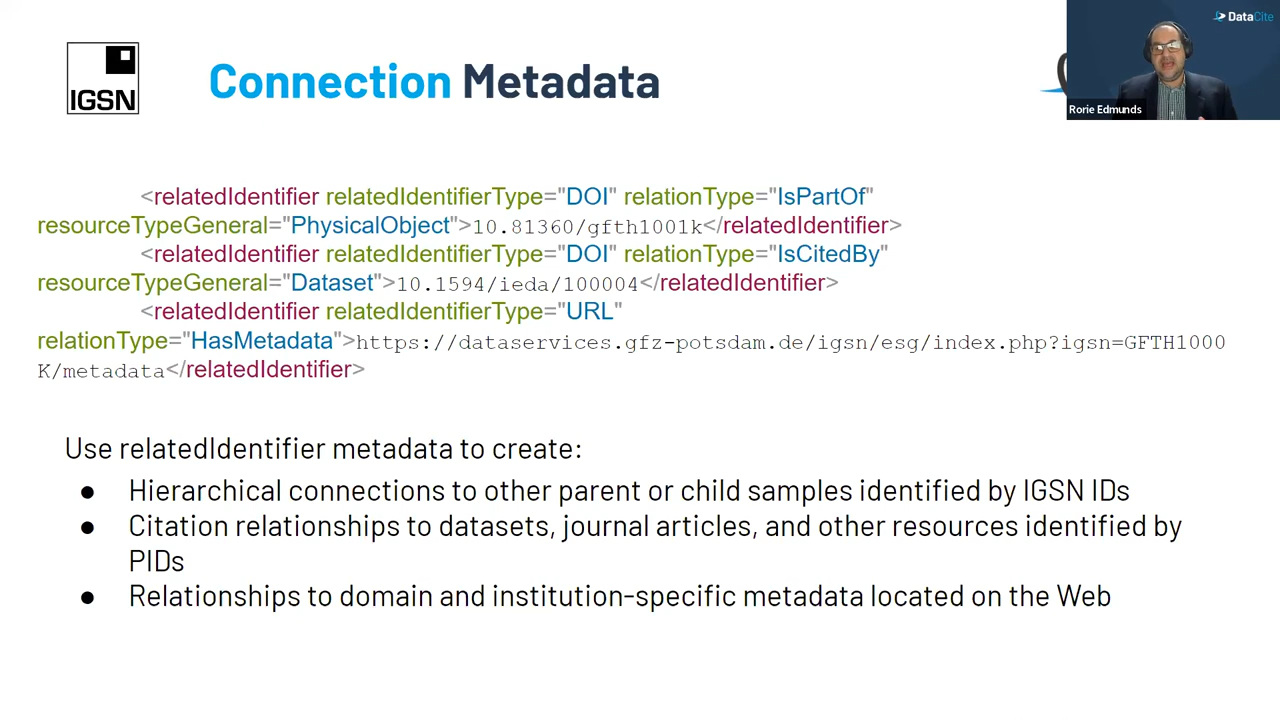 DataCite
IGSN
Connection Metadata
Rorie Edmunds
<relatedIdentifier relatedIdentifierType="DOI" relationType="IsPartOf"
resourceTypeGeneral="PhysicalObject">10.81360/gfth1001k</relatedIdentifier>
<relatedIdentifier relatedIdentifierType="DOI" relationType="IsCitedBy"
resourceTypeGeneral="Dataset">10.1594/ieda/100004</relatedIdentifier>
<relatedIdentifier relatedIdentifierType="URL"
relationType="HasMetadata">https://dataservices.gfz-potsdam.de/igsn/esg/index.php?igsn=GFTH1000
K/metadata</relatedIdentifier>
Use relatedIdentifier metadata to create:
● Hierarchical connections to other parent or child samples identified by IGSN IDs
● Citation relationships to datasets, journal articles, and other resources identified by
PIDs
● Relationships to domain and institution-specific metadata located on the Web